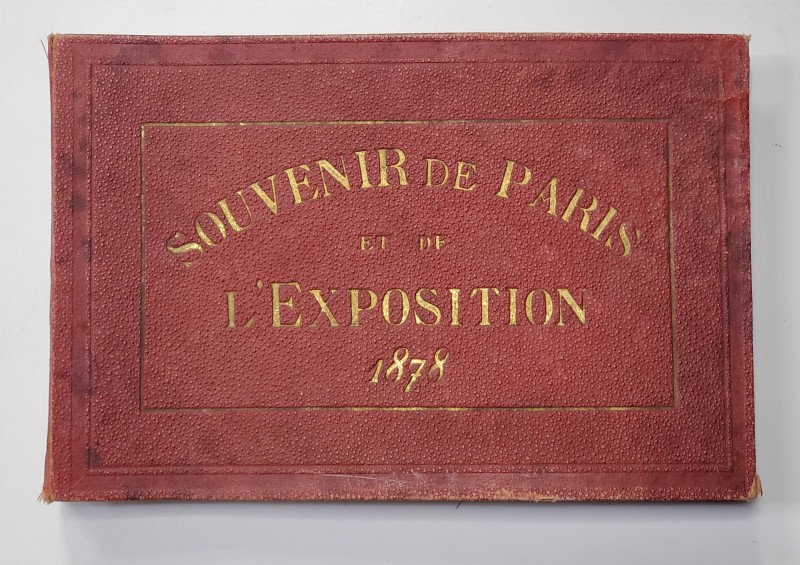 SOUVENIR DE PARIS
ET DE
L'EXPOSITION
1878